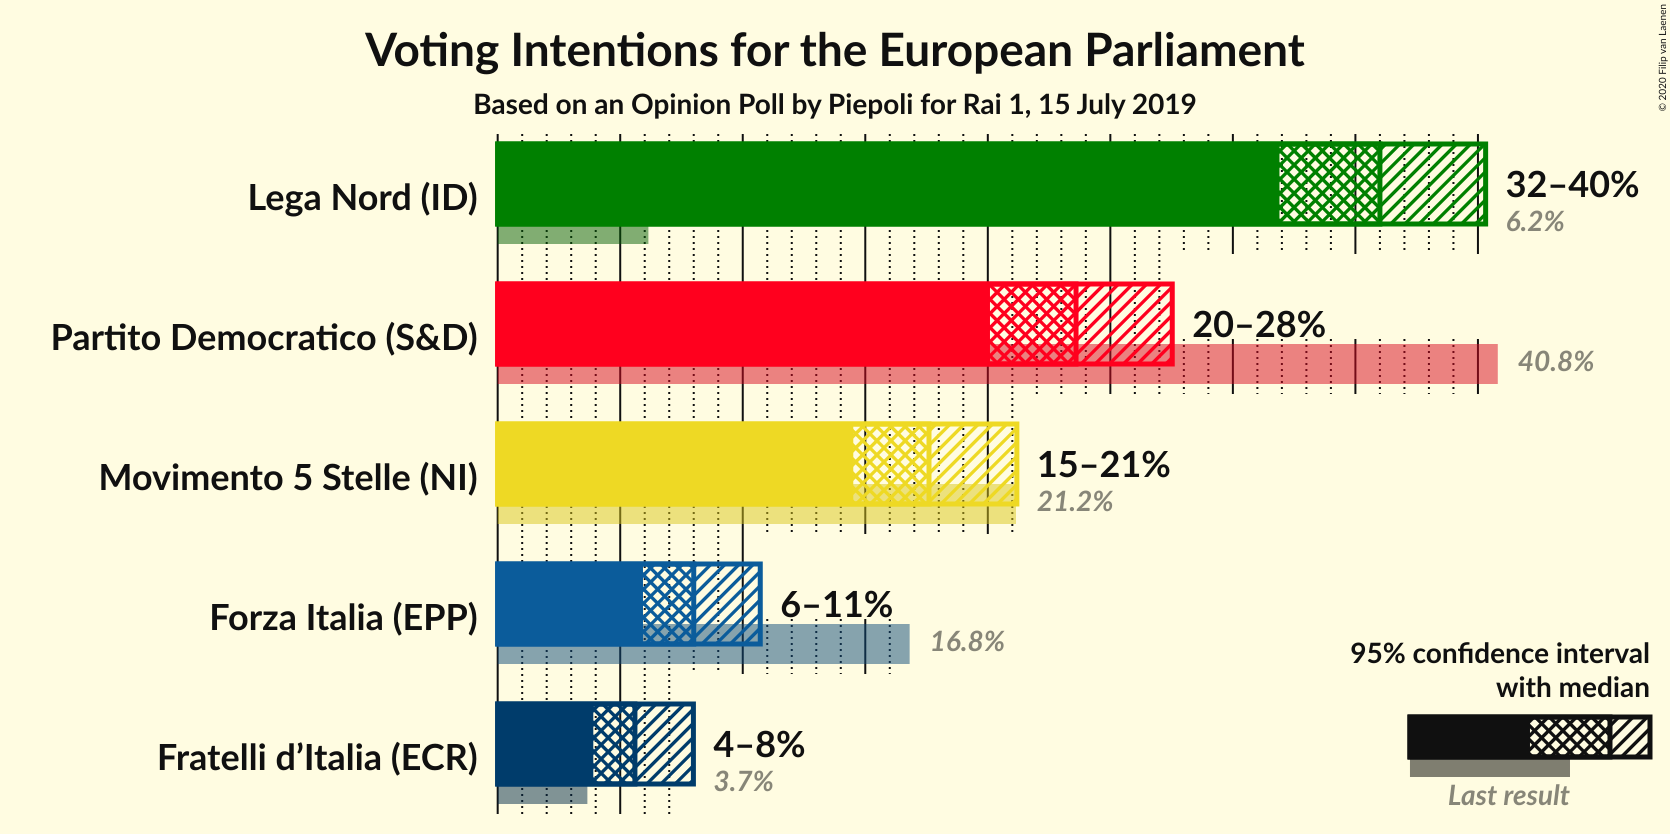 Voting Intentions for the European Parliament
Based on an Opinion Poll by Piepoli for Rai 1, 15 July 2019
© 2020 Filip van Laenen
Lega Nord (ID)
32–40%
6.2%
Partito Democratico (S&D)
20–28%
40.8%
Movimento 5 Stelle (NI)
15–21%
21.2%
Forza Italia (EPP)
6–11%
16.8%
Fratelli d’Italia (ECR)
4–8%
3.7%
95% confidence interval
with median
Last result